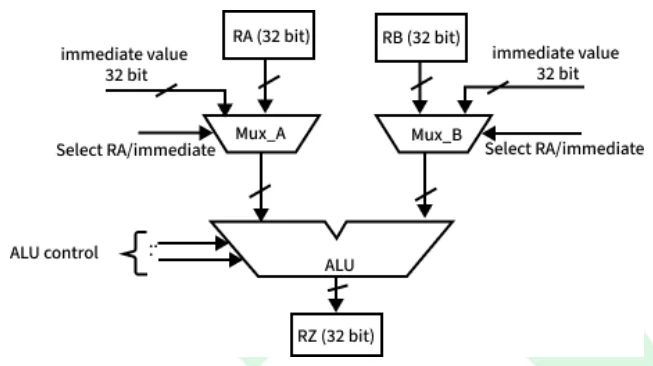 RA (32 bit)
RB (32 bit)
immediate value
32 bit
immediate value
32 bit
Mux_A
Mux_B
Select RA/immediate
Select RA/immediate
ALU control
ALU
RZ (32 bit)